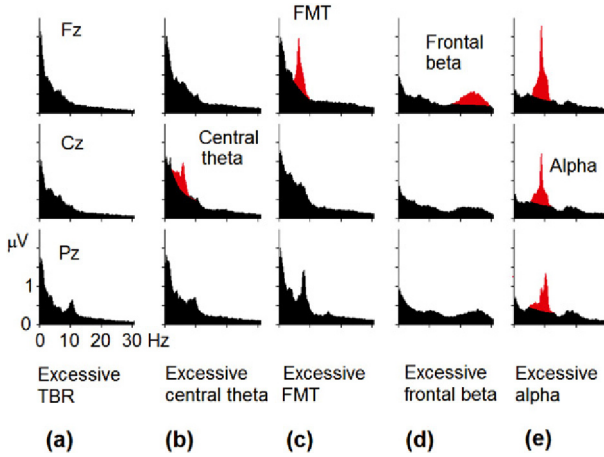 FMT
Fz
Frontal
beta
Cz
Central
theta
Alpha
µV
Pz
1
0
0 10 20 30 Hz
Excessive
TBR
Excessive
central theta
Excessive
FMT
Excessive
frontal beta
Excessive
alpha
(a) (b) (c) (d) (e)